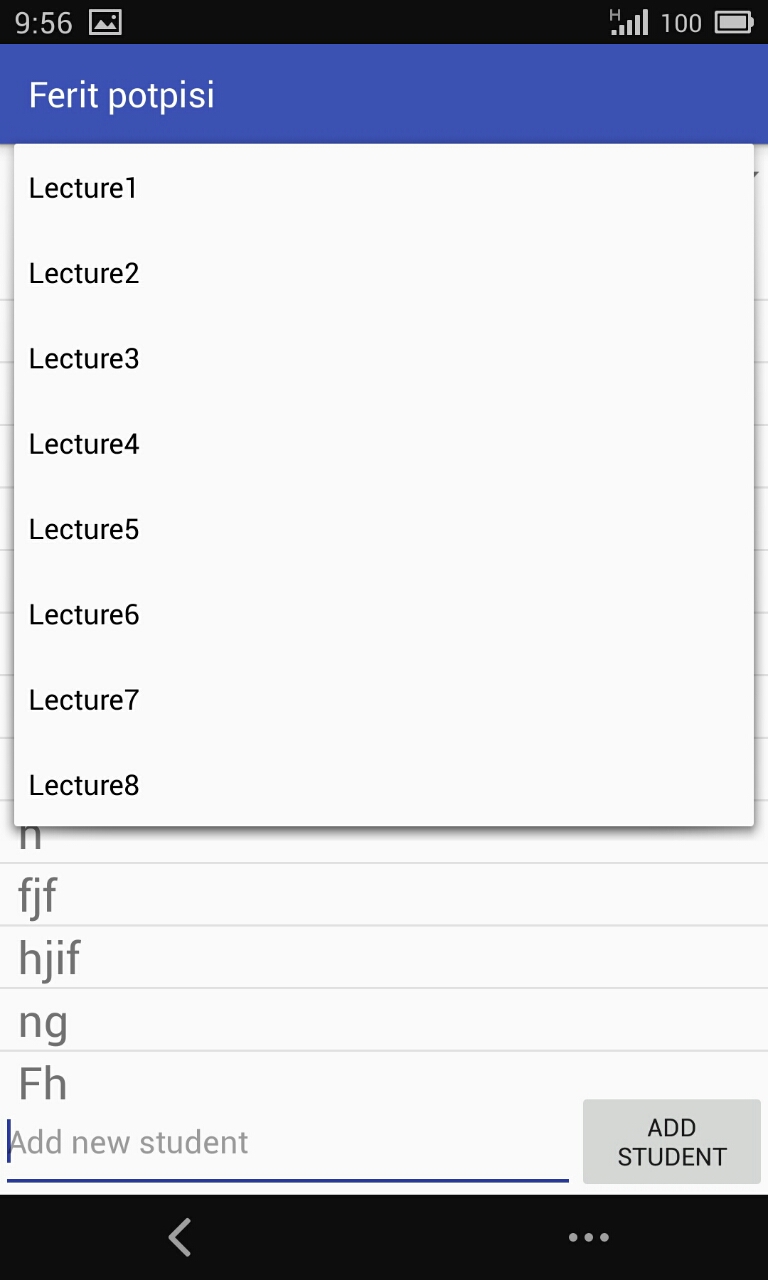 9:56 H 100
Ferit potpisi
Lecture1
Lecture2
Lecture3
Lecture4
Lecture5
Lecture6
Lecture7
Lecture8
fjf
hjif
ng
Fh
Add new student
ADD
STUDENT